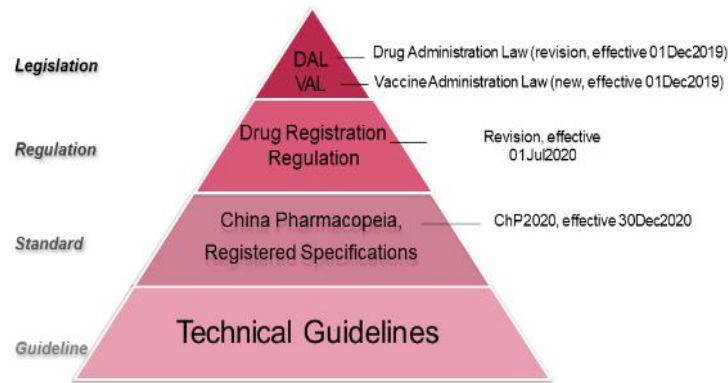 Legislation
DAL
VAL
Drug Administration Law (revision, effective 01Dec2019)
Vaccine Administration Law (new, effective 01Dec2019)
Regulation
Drug Registration
Regulation
Revision, effective
01Jul2020
Standard
China Pharmacopeia,
Registered Specifications
ChP2020, effective 30Dec2020
Guideline
Technical Guidelines